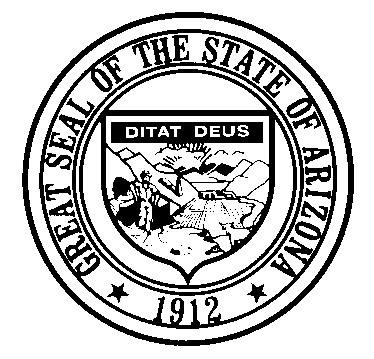 GREAT SEAL OF THE STATE OF ARIZONA
DITAT DEUS
1912